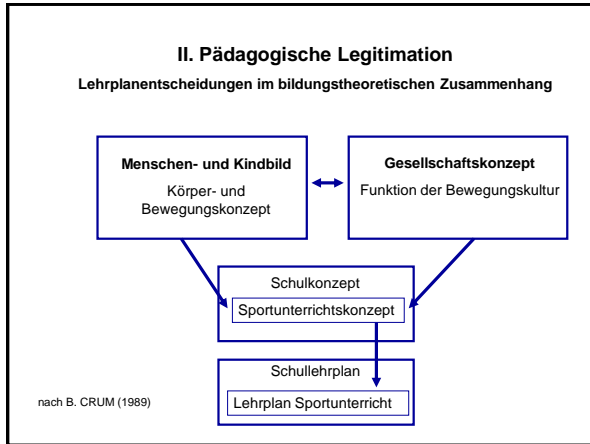 II. Pädagogische Legitimation
Lehrplanentscheidungen im bildungstheoretischen Zusammenhang
Menschen- und Kindbild
Körper- und
Bewegungskonzept
Gesellschaftskonzept
Funktion der Bewegungskultur
Schulkonzept
Sportunterrichtskonzept
Schullehrplan
Lehrplan Sportunterricht
nach B. CRUM (1989)